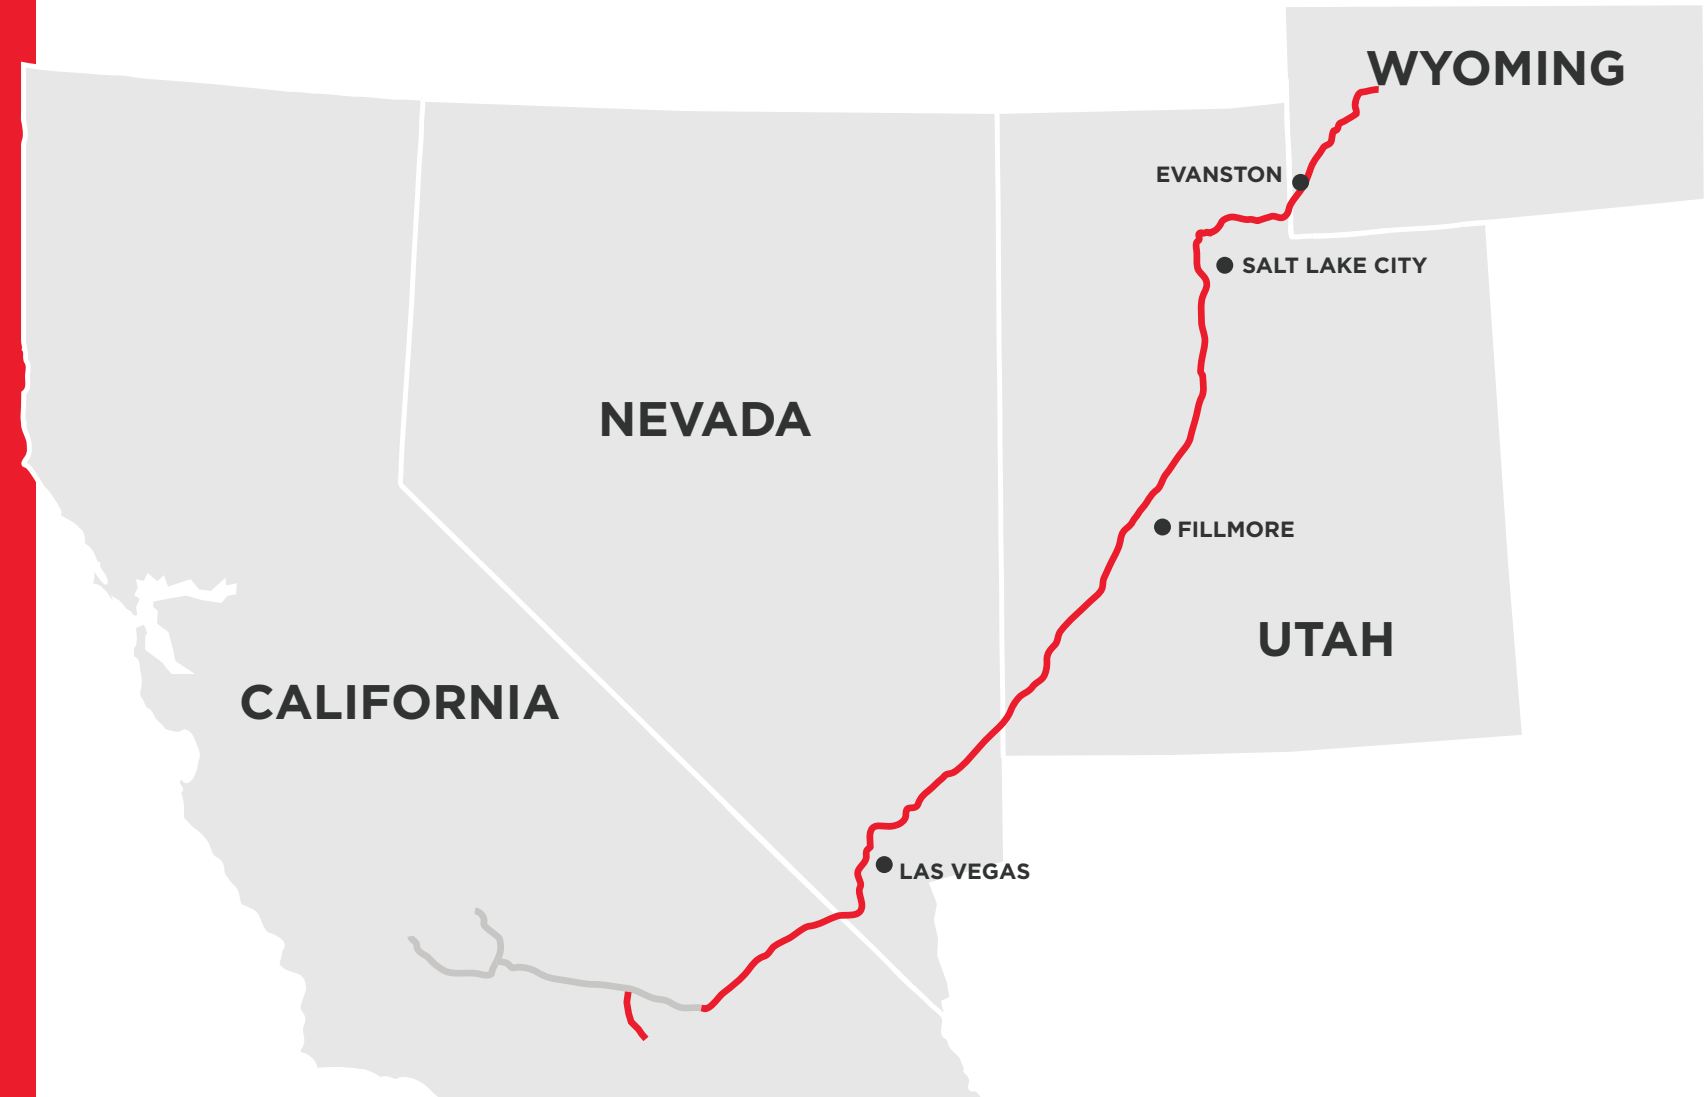 WYOMING
EVANSTON
SALT LAKE CITY
NEVADA
FILLMORE
UTAH
CALIFORNIA
LAS VEGAS